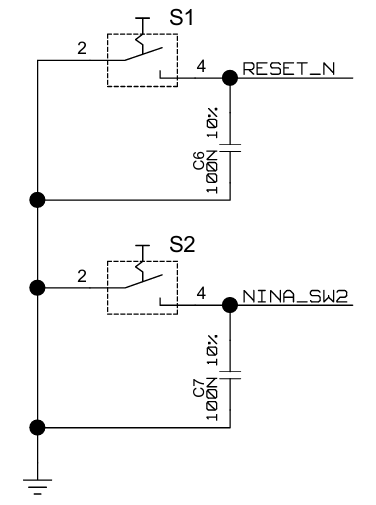 S1
2
4
RESET_N
10%
C6
100N
S2
2
4
NINA_SW2
10%
C7
100N